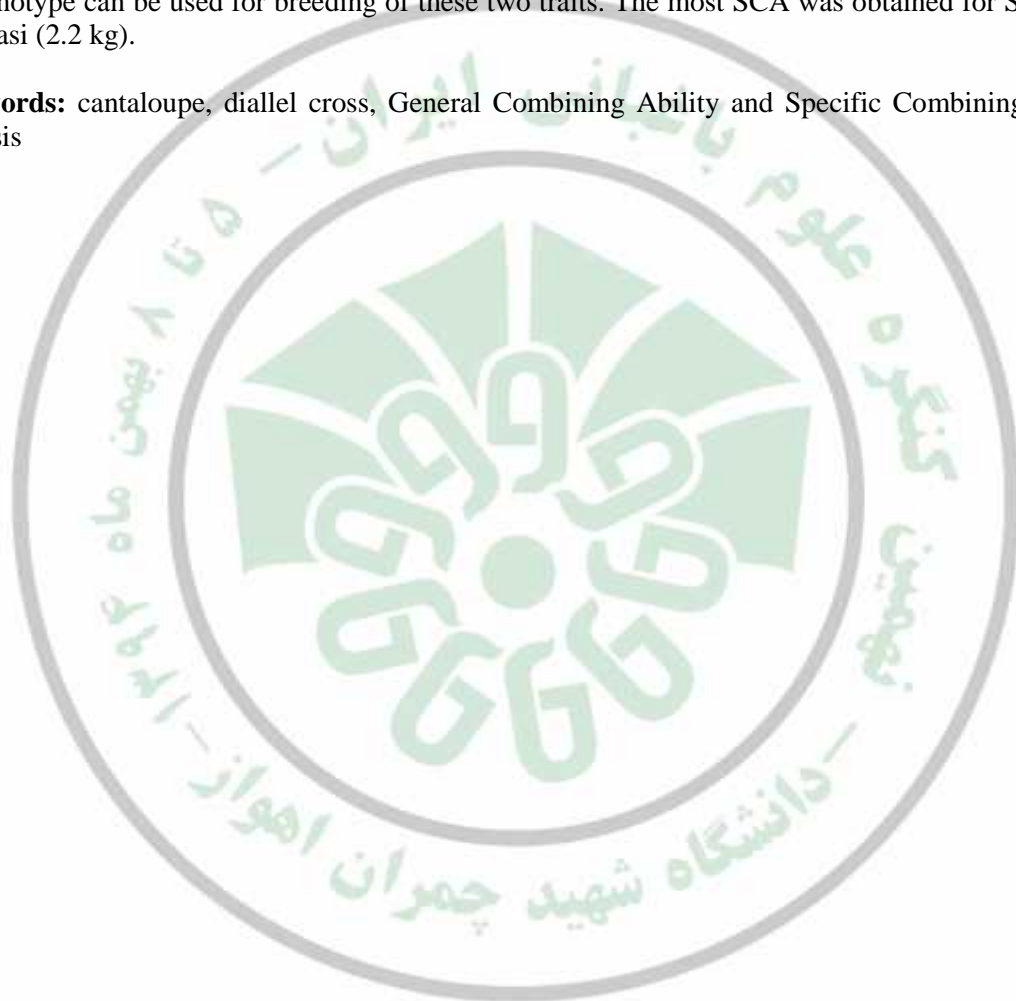 enotype can be used for breeding of these two traits. The most SCA was obtained for S
asi (2.2 kg).
ords: cantaloupe, diallel cross, General Combining Ability and Specific Combining
sis
نهمین کنگره علوم باغبانی ایران - ۵ تا ۸ بهمن ماه ۱۳۹۴ -
دانشگاه شهید چمران اهواز -